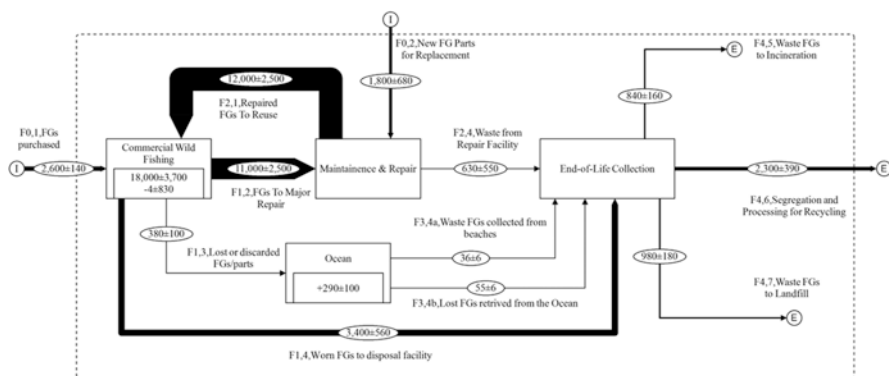 I
F0,2,New FG Parts
for Replacement
1,800±680
E
F4,5,Waste FGs
to Incineration
840±160
12,000±2,500
F2,1,Repaired
FGs To Reuse
F0,1,FGs
purchased
I
2,600±140
Commercial Wild
Fishing
18,000±3,700
-4±830
11,000±2,500
F1,2,FGs To Major
Repair
Maintainence & Repair
F2,4,Waste from
Repair Facility
630±550
End-of-Life Collection
2,300±390
E
F4,6,Segregation and
Processing for Recycling
380±100
F1,3,Lost or discarded
FGs/parts
Ocean
+290±100
F3,4a,Waste FGs collected from
beaches
36±6
55±6
F3,4b,Lost FGs retrived from the Ocean
980±180
F4,7,Waste FGs
to Landfill
E
3,400±560
F1,4,Worn FGs to disposal facility